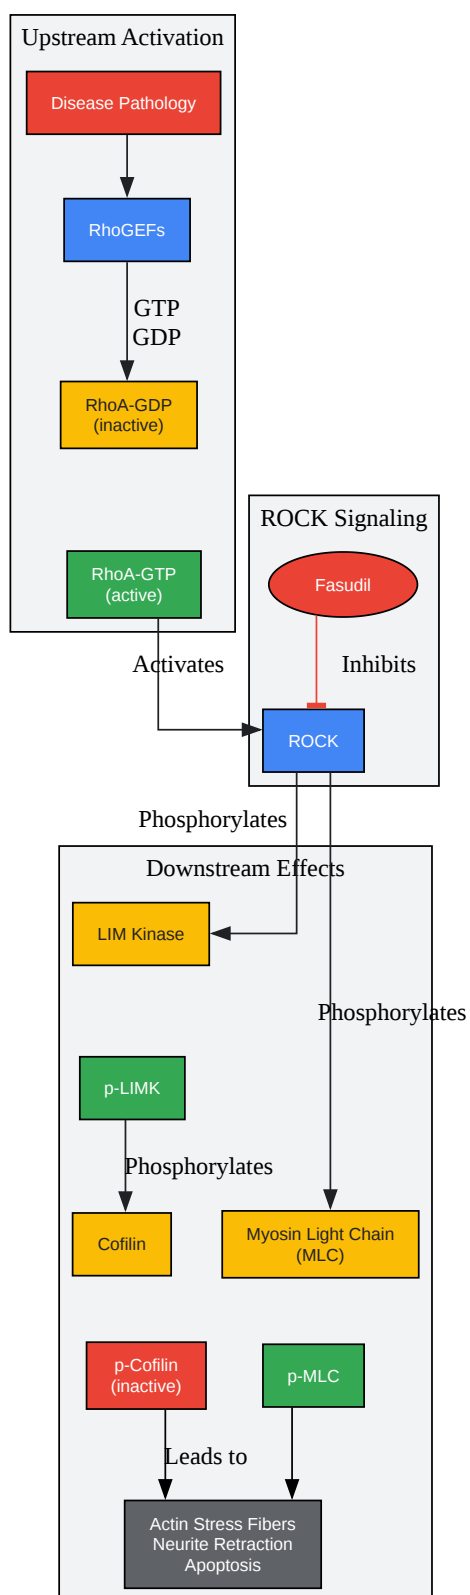 Upstream Activation
Disease Pathology
RhoGEFs
GTP
GDP
RhoA-GDP
(inactive)
RhoA-GTP
(active)
ROCK Signaling
Fasudil
Activates
Inhibits
ROCK
Phosphorylates
Downstream Effects
LIM Kinase
Phosphorylates
p-LIMK
Phosphorylates
Cofilin
Myosin Light Chain
(MLC)
p-Cofilin
(inactive)
p-MLC
Leads to
Actin Stress Fibers
Neurite Retraction
Apoptosis